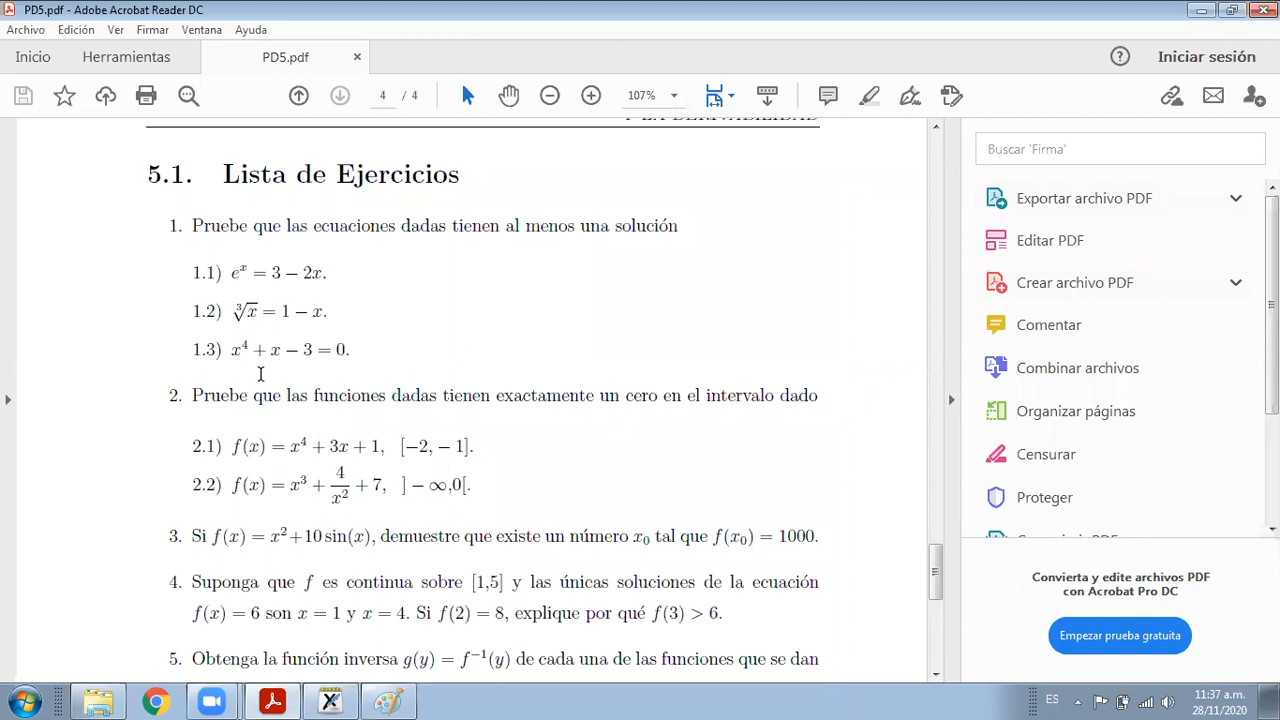 PD5.pdf - Adobe Acrobat Reader DC
Archivo Edición Ver Firmar Ventana Ayuda
Inicio Herramientas PD5.pdf × Iniciar sesión
4 / 4 107%
5.1. Lista de Ejercicios
1. Pruebe que las ecuaciones dadas tienen al menos una solución
1.1) eˣ = 3 − 2x.
1.2) ∛x = 1 − x.
1.3) x⁴ + x − 3 = 0.
2. Pruebe que las funciones dadas tienen exactamente un cero en el intervalo dado
2.1) f(x) = x⁴ + 3x + 1, [−2, − 1].
2.2) f(x) = x³ + 4/x² + 7, ] − ∞,0[.
3. Si f(x) = x²+10 sin(x), demuestre que existe un número x₀ tal que f(x₀) = 1000.
4. Suponga que f es continua sobre [1,5] y las únicas soluciones de la ecuación
f(x) = 6 son x = 1 y x = 4. Si f(2) = 8, explique por qué f(3) > 6.
5. Obtenga la función inversa g(y) = f⁻¹(y) de cada una de las funciones que se dan
Buscar 'Firma'
Exportar archivo PDF
Editar PDF
Crear archivo PDF
Comentar
Combinar archivos
Organizar páginas
Censurar
Proteger
Convierta y edite archivos PDF
con Acrobat Pro DC
Empezar prueba gratuita
ES 11:37 a.m.
28/11/2020